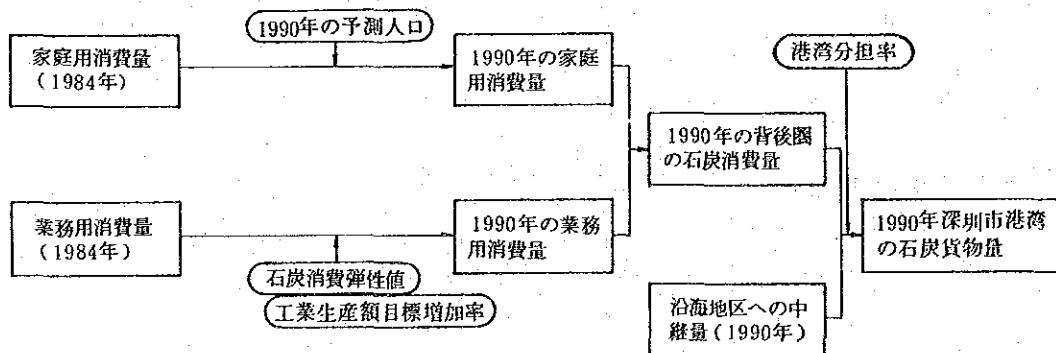 1990年の予測人口
家庭用消費量
(1984年)
1990年の家庭
用消費量
港湾分担率
1990年の背後圏
の石炭消費量
業務用消費量
(1984年)
1990年の業務
用消費量
1990年深圳市港湾
の石炭貨物量
石炭消費弾性値
工業生産額目標増加率
沿海地区への中
継量(1990年)